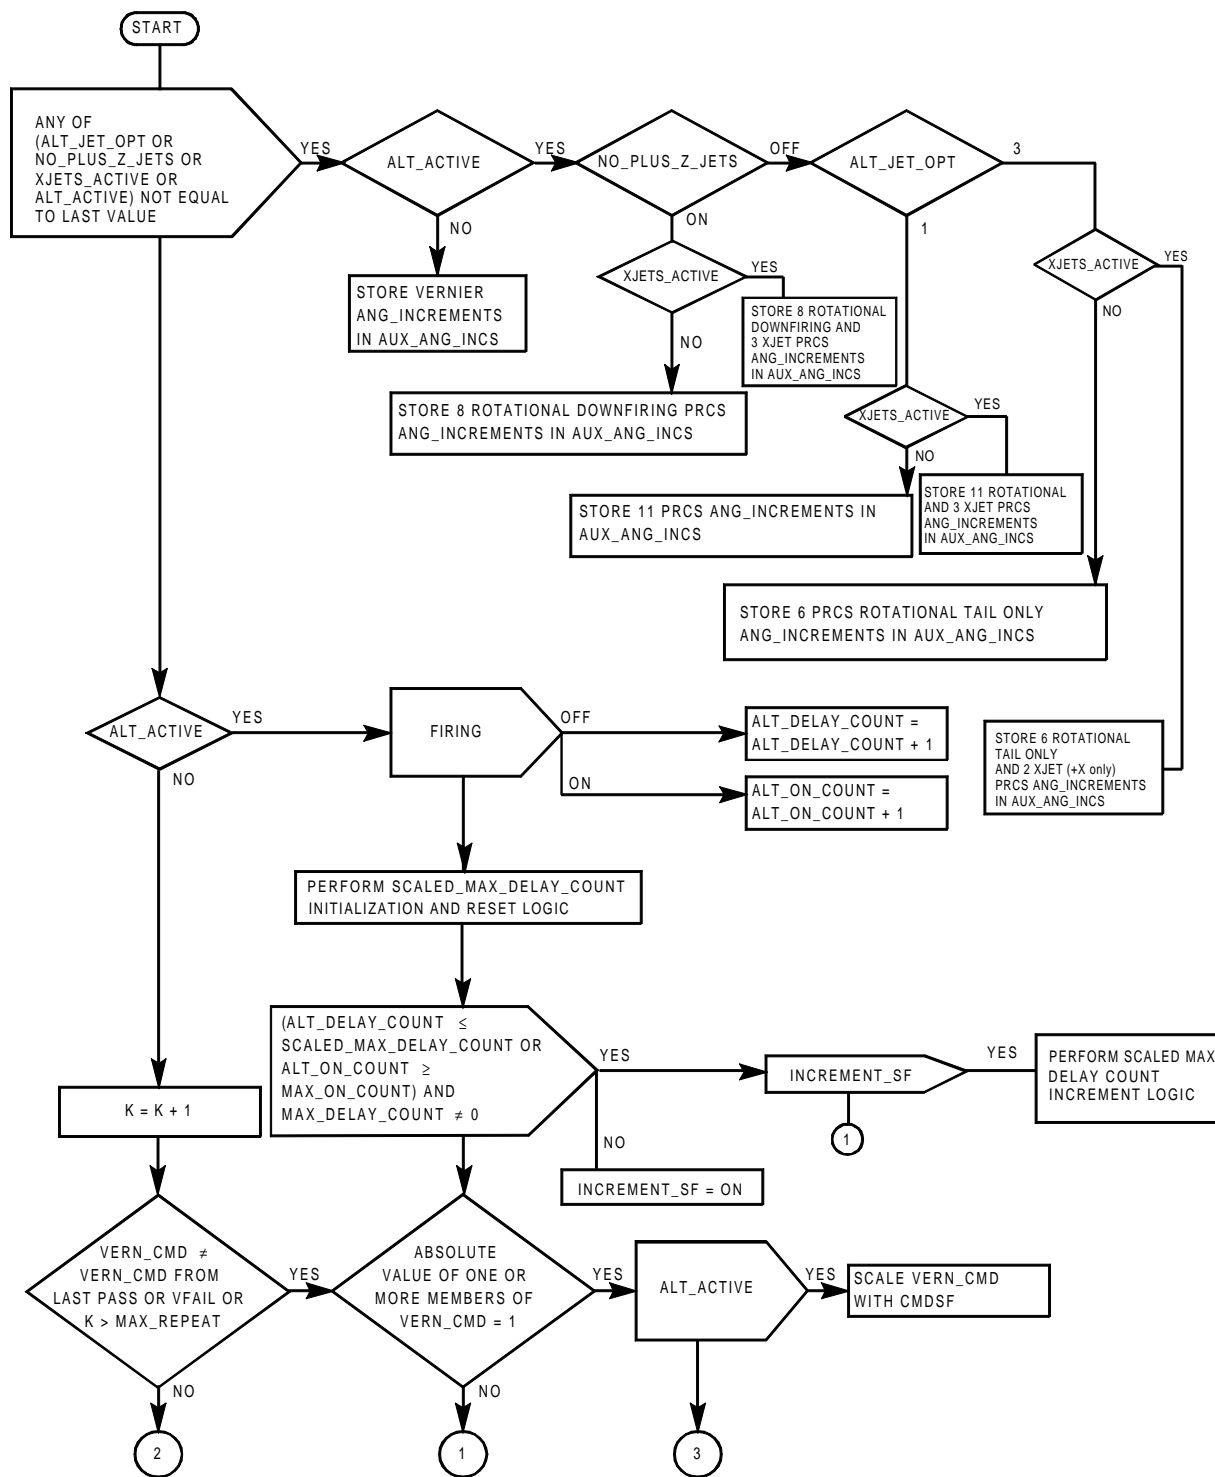 START
ANY OF
(ALT_JET_OPT OR
NO_PLUS_Z_JETS OR
XJETS_ACTIVE OR
ALT_ACTIVE) NOT EQUAL
TO LAST VALUE
YES
ALT_ACTIVE
YES
NO_PLUS_Z_JETS
OFF
ALT_JET_OPT
3
NO
ON
1
STORE VERNIER
ANG_INCREMENTS
IN AUX_ANG_INCS
XJETS_ACTIVE
YES
NO
STORE 8 ROTATIONAL
DOWNFIRING AND
3 XJET PRCS
ANG_INCREMENTS
IN AUX_ANG_INCS
XJETS_ACTIVE
YES
NO
STORE 8 ROTATIONAL DOWNFIRING PRCS
ANG_INCREMENTS IN AUX_ANG_INCS
XJETS_ACTIVE
YES
NO
STORE 11 PRCS ANG_INCREMENTS IN
AUX_ANG_INCS
STORE 11 ROTATIONAL
AND 3 XJET PRCS
ANG_INCREMENTS
IN AUX_ANG_INCS
STORE 6 PRCS ROTATIONAL TAIL ONLY
ANG_INCREMENTS IN AUX_ANG_INCS
ALT_ACTIVE
YES
NO
FIRING
OFF
ON
ALT_DELAY_COUNT =
ALT_DELAY_COUNT + 1
ALT_ON_COUNT =
ALT_ON_COUNT + 1
STORE 6 ROTATIONAL
TAIL ONLY
AND 2 XJET (+X only)
PRCS ANG_INCREMENTS
IN AUX_ANG_INCS
PERFORM SCALED_MAX_DELAY_COUNT
INITIALIZATION AND RESET LOGIC
(ALT_DELAY_COUNT ≤
SCALED_MAX_DELAY_COUNT OR
ALT_ON_COUNT ≥
MAX_ON_COUNT) AND
MAX_DELAY_COUNT ≠ 0
YES
NO
INCREMENT_SF
YES
PERFORM SCALED MAX
DELAY COUNT
INCREMENT LOGIC
1
K = K + 1
INCREMENT_SF = ON
VERN_CMD ≠
VERN_CMD FROM
LAST PASS OR VFAIL OR
K > MAX_REPEAT
YES
NO
ABSOLUTE
VALUE OF ONE OR
MORE MEMBERS OF
VERN_CMD = 1
YES
NO
ALT_ACTIVE
YES
SCALE VERN_CMD
WITH CMDSF
2
1
3